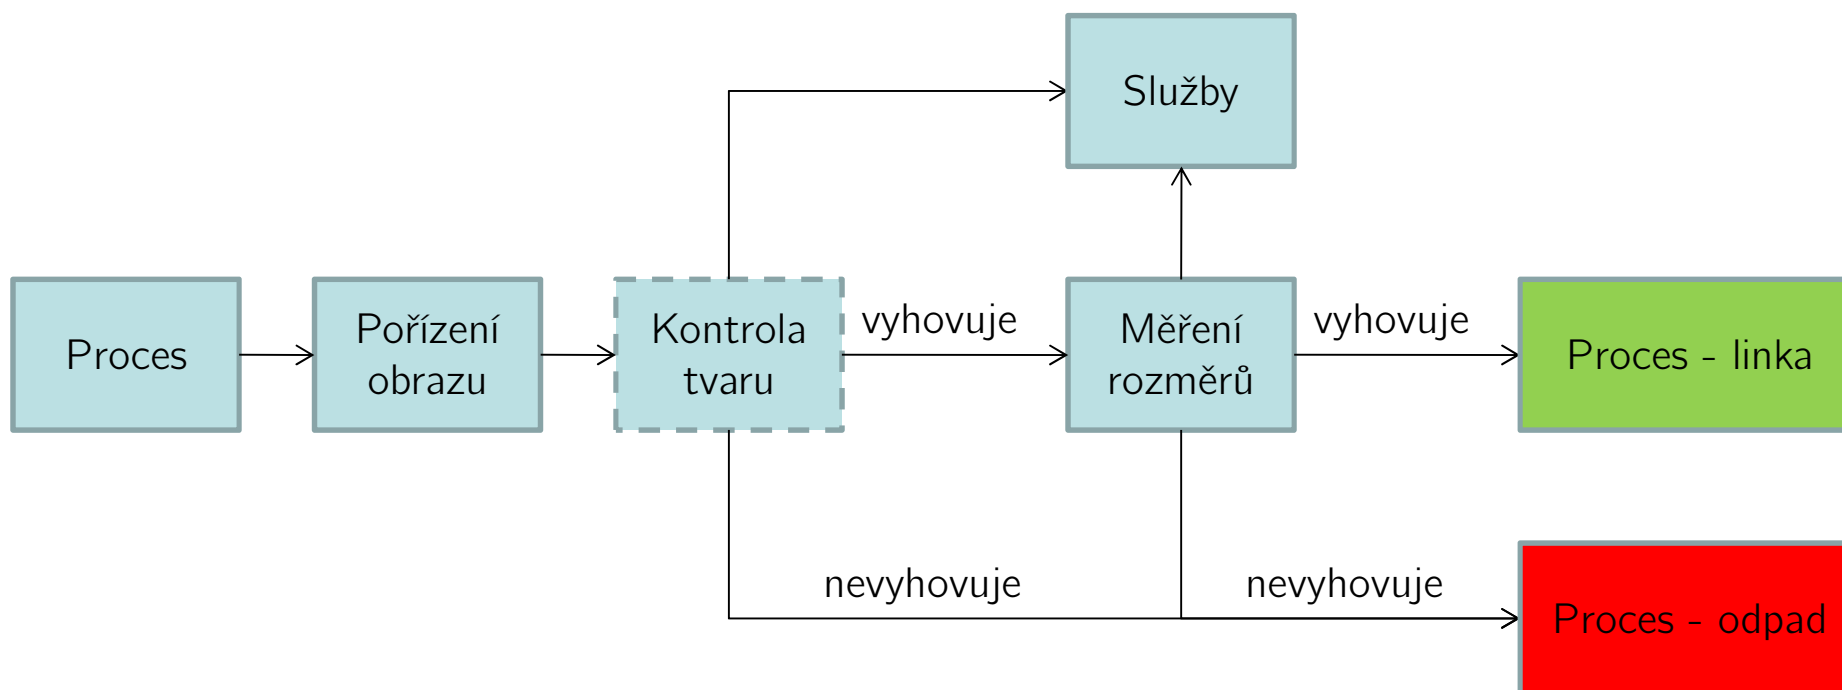 Služby
Proces
Pořízení
obrazu
Kontrola
tvaru
vyhovuje
Měření
rozměrů
vyhovuje
Proces - linka
nevyhovuje
nevyhovuje
Proces - odpad